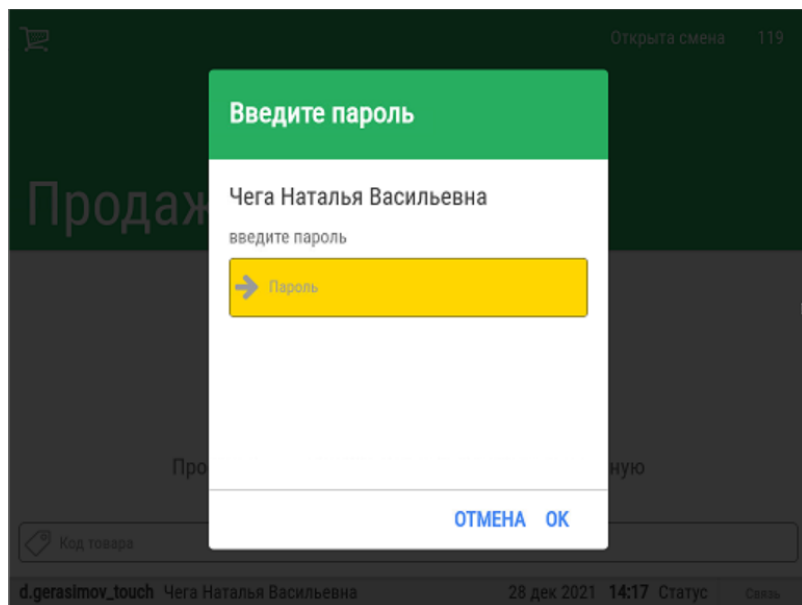 Открыта смена 119
Введите пароль
Продаж
Чега Наталья Васильевна
введите пароль
Пароль
Про
ную
ОТМЕНА ОК
Код товара
d.gerasimov_touch Чега Наталья Васильевна 28 дек 2021 14:17 Статус Связь